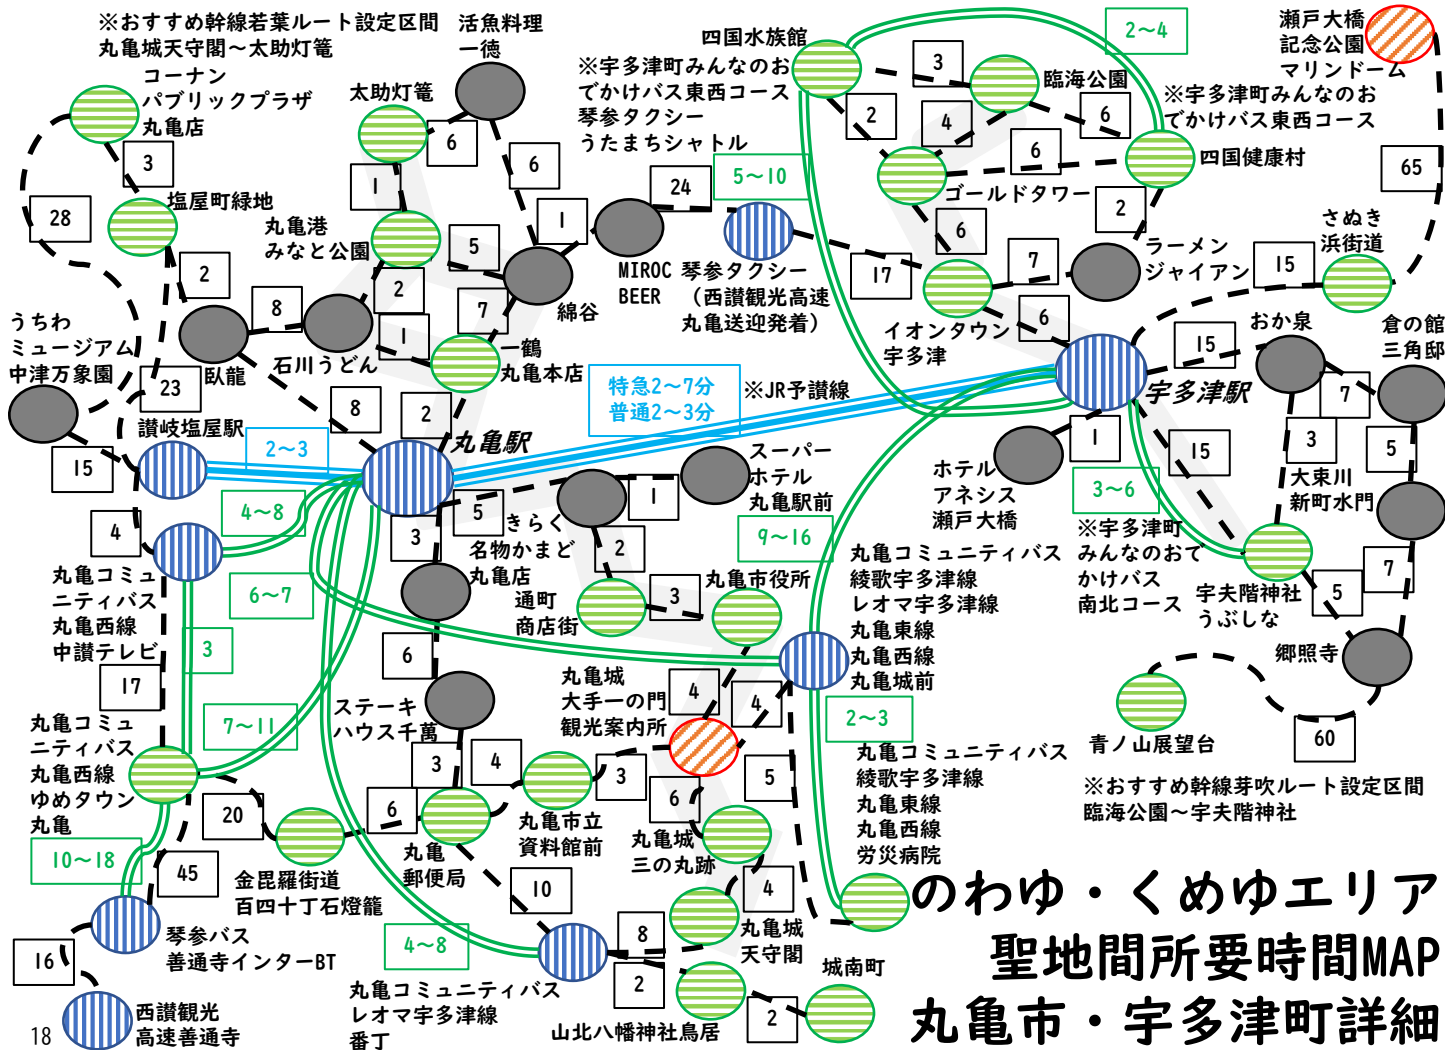 ※おすすめ幹線若葉ルート設定区間
丸亀城天守閣～太助灯篭
コーナン
パブリックプラザ
丸亀店
3
塩屋町緑地
28
2
8
うちわ
ミュージアム
中津万象園
23
臥龍
石川うどん
8
讃岐塩屋駅
15
2～3
活魚料理
一徳
太助灯篭
6
6
1
丸亀港
みなと公園
5
2
7
1
綿谷
1
MIROC
BEER
24
一鶴
丸亀本店
2
丸亀駅
四国水族館
※宇多津町みんなのお
でかけバス東西コース
琴参タクシー
うたまちシャトル
5～10
琴参タクシー
（西讃観光高速
丸亀送迎発着）
17
2～4
3
臨海公園
2
4
6
6
ゴールドタワー
6
※宇多津町みんなのお
でかけバス東西コース
四国健康村
2
7
ラーメン
ジャイアン
イオンタウン
宇多津
6
瀬戸大橋
記念公園
マリンドーム
65
さぬき
浜街道
15
15
宇多津駅
おか泉
倉の館
三角邸
7
3
5
大束川
新町水門
7
特急2～7分
普通2～3分
※JR予讃線
1
ホテル
アネシス
瀬戸大橋
15
3～6
※宇多津町
みんなのおで
かけバス
南北コース
宇夫階神社
うぶしな
5
郷照寺
60
青ノ山展望台
※おすすめ幹線芽吹ルート設定区間
臨海公園～宇夫階神社
4～8
4
丸亀コミュ
ニティバス
丸亀西線
中讃テレビ
6～7
3
17
7～11
丸亀コミュ
ニティバス
丸亀西線
ゆめタウン
丸亀
10～18
45
20
金毘羅街道
百四十丁石燈籠
琴参バス
善通寺インターBT
16
西讃観光
高速善通寺
3
5
きらく
名物かまど
丸亀店
1
スーパー
ホテル
丸亀駅前
2
通町
商店街
3
丸亀市役所
6
ステーキ
ハウス千萬
3
6
4
丸亀
郵便局
丸亀市立
資料館前
3
丸亀城
大手一の門
観光案内所
4
4
5
6
丸亀城
三の丸跡
4
丸亀城
天守閣
10
8
2
4～8
丸亀コミュニティバス
レオマ宇多津線
番丁
山北八幡神社鳥居
2
城南町
9～16
丸亀コミュニティバス
綾歌宇多津線
レオマ宇多津線
丸亀東線
丸亀西線
丸亀城前
2～3
丸亀コミュニティバス
綾歌宇多津線
丸亀東線
丸亀西線
労災病院
のわゆ・くめゆエリア
聖地間所要時間MAP
丸亀市・宇多津町詳細
18